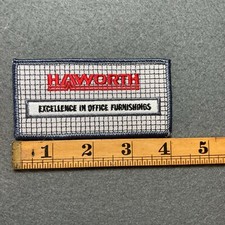 HAWORTH
EXCELLENCE IN OFFICE FURNISHINGS
1 2 3 4 5